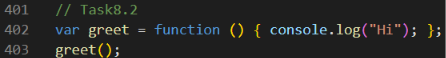 401 // Task8.2
402 var greet = function () { console.log("Hi"); };
403 greet();